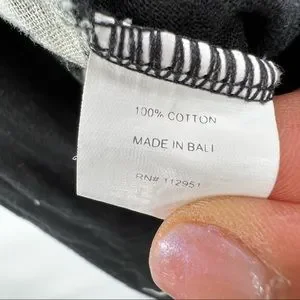 100% COTTON
MADE IN BALI
RN# 112951